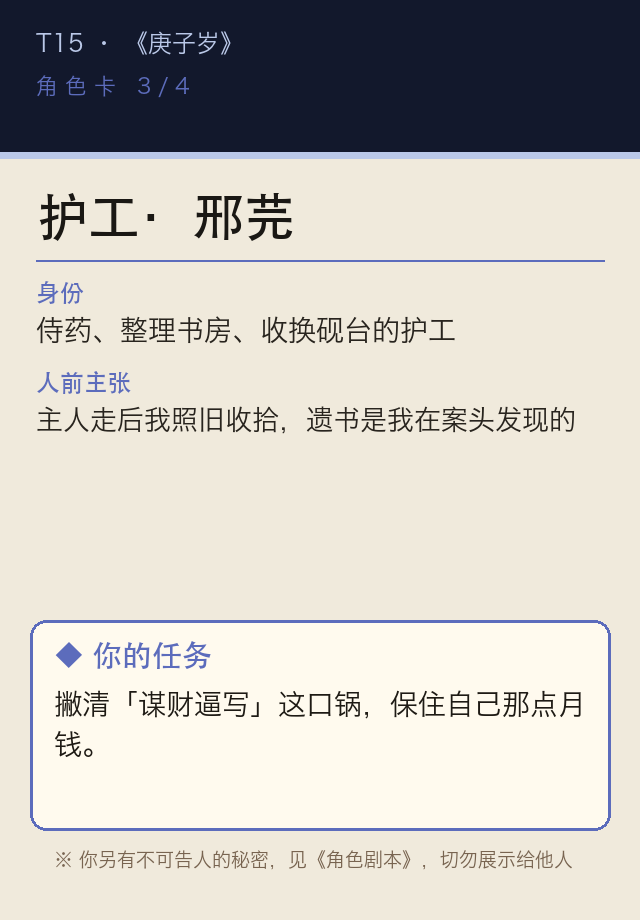 T15 · 《庚子岁》
角色卡 3/4
护工· 邢芫
身份
侍药、整理书房、收换砚台的护工
人前主张
主人走后我照旧收拾，遗书是我在案头发现的
◆ 你的任务
撇清「谋财逼写」这口锅，保住自己那点月
钱。
※ 你另有不可告人的秘密，见《角色剧本》，切勿展示给他人